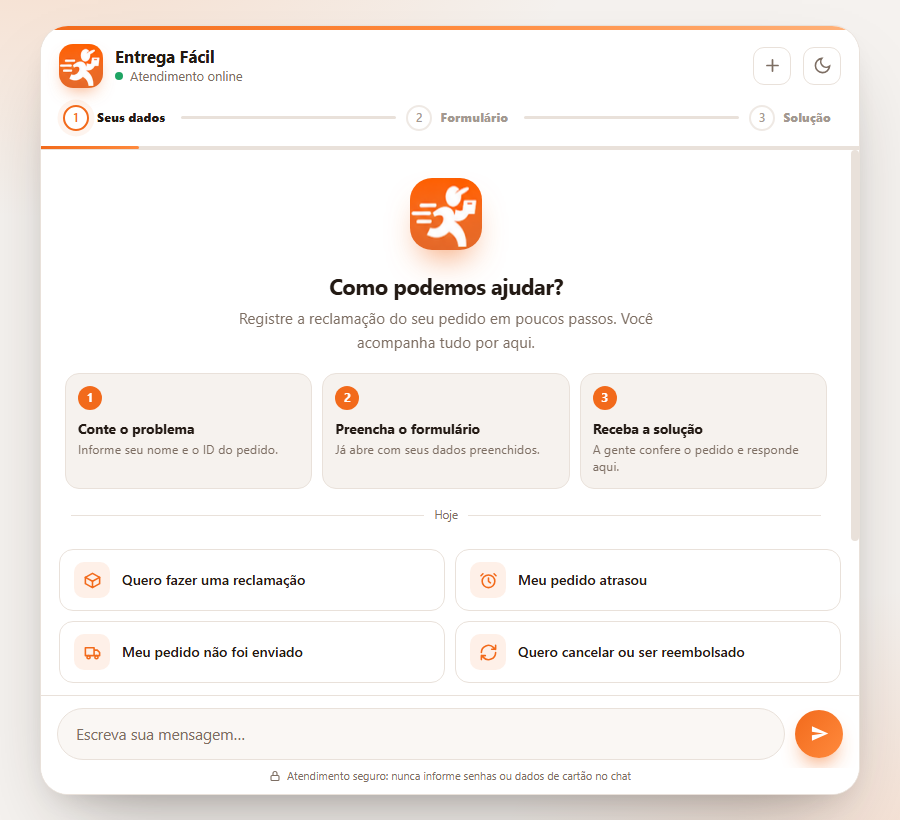 Entrega Fácil
Atendimento online
1 Seus dados
2 Formulário
3 Solução
Como podemos ajudar?
Registre a reclamação do seu pedido em poucos passos. Você
acompanha tudo por aqui.
1
Conte o problema
Informe seu nome e o ID do pedido.
2
Preencha o formulário
Já abre com seus dados preenchidos.
3
Receba a solução
A gente confere o pedido e responde
aqui.
Hoje
Quero fazer uma reclamação
Meu pedido atrasou
Meu pedido não foi enviado
Quero cancelar ou ser reembolsado
Escreva sua mensagem...
Atendimento seguro: nunca informe senhas ou dados de cartão no chat